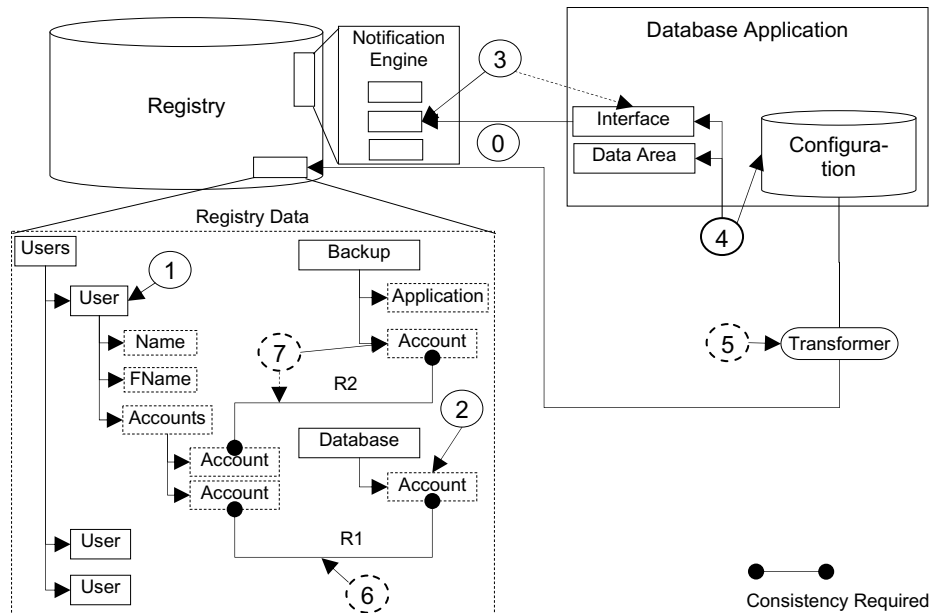 Registry
Notification
Engine
3
0
Database Application
Interface
Data Area
Configura-
tion
4
Registry Data
Users
User
1
Name
FName
Accounts
Account
Account
User
User
Backup
Application
Account
7
R2
2
Database
Account
R1
6
5
Transformer
Consistency Required